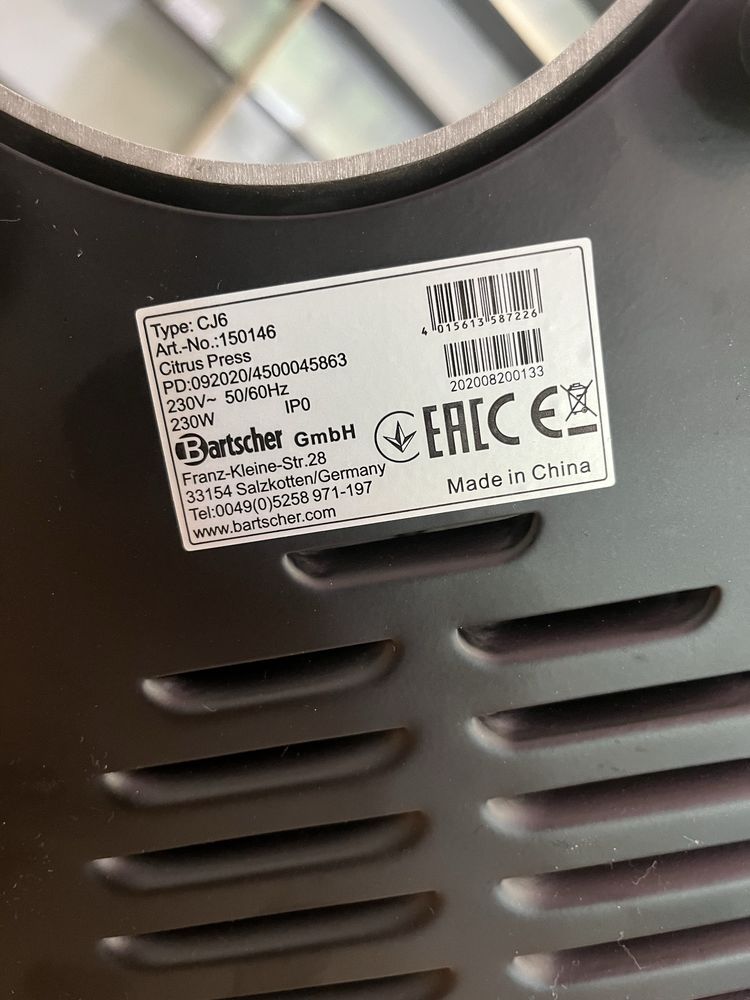 Type: CJ6
Art.-No.:150146
Citrus Press
PD:092020/4500045863
230V~ 50/60Hz
230W IP0
Bartscher GmbH
Franz-Kleine-Str.28
33154 Salzkotten/Germany
Tel:0049(0)5258 971-197
www.bartscher.com
4 015613 587226
202008200133
EAC CE
Made in China